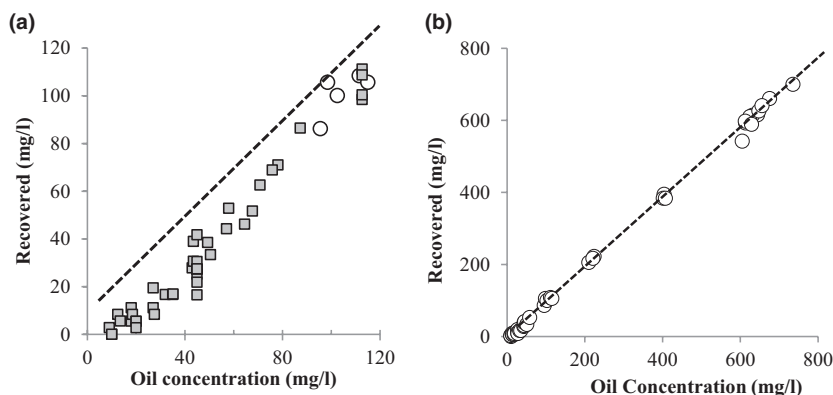 (a)
Recovered (mg/l)
120
100
80
60
40
20
0
0 40 80 120
Oil concentration (mg/l)
(b)
Recovered (mg/l)
800
600
400
200
0
0 200 400 600 800
Oil Concentration (mg/l)